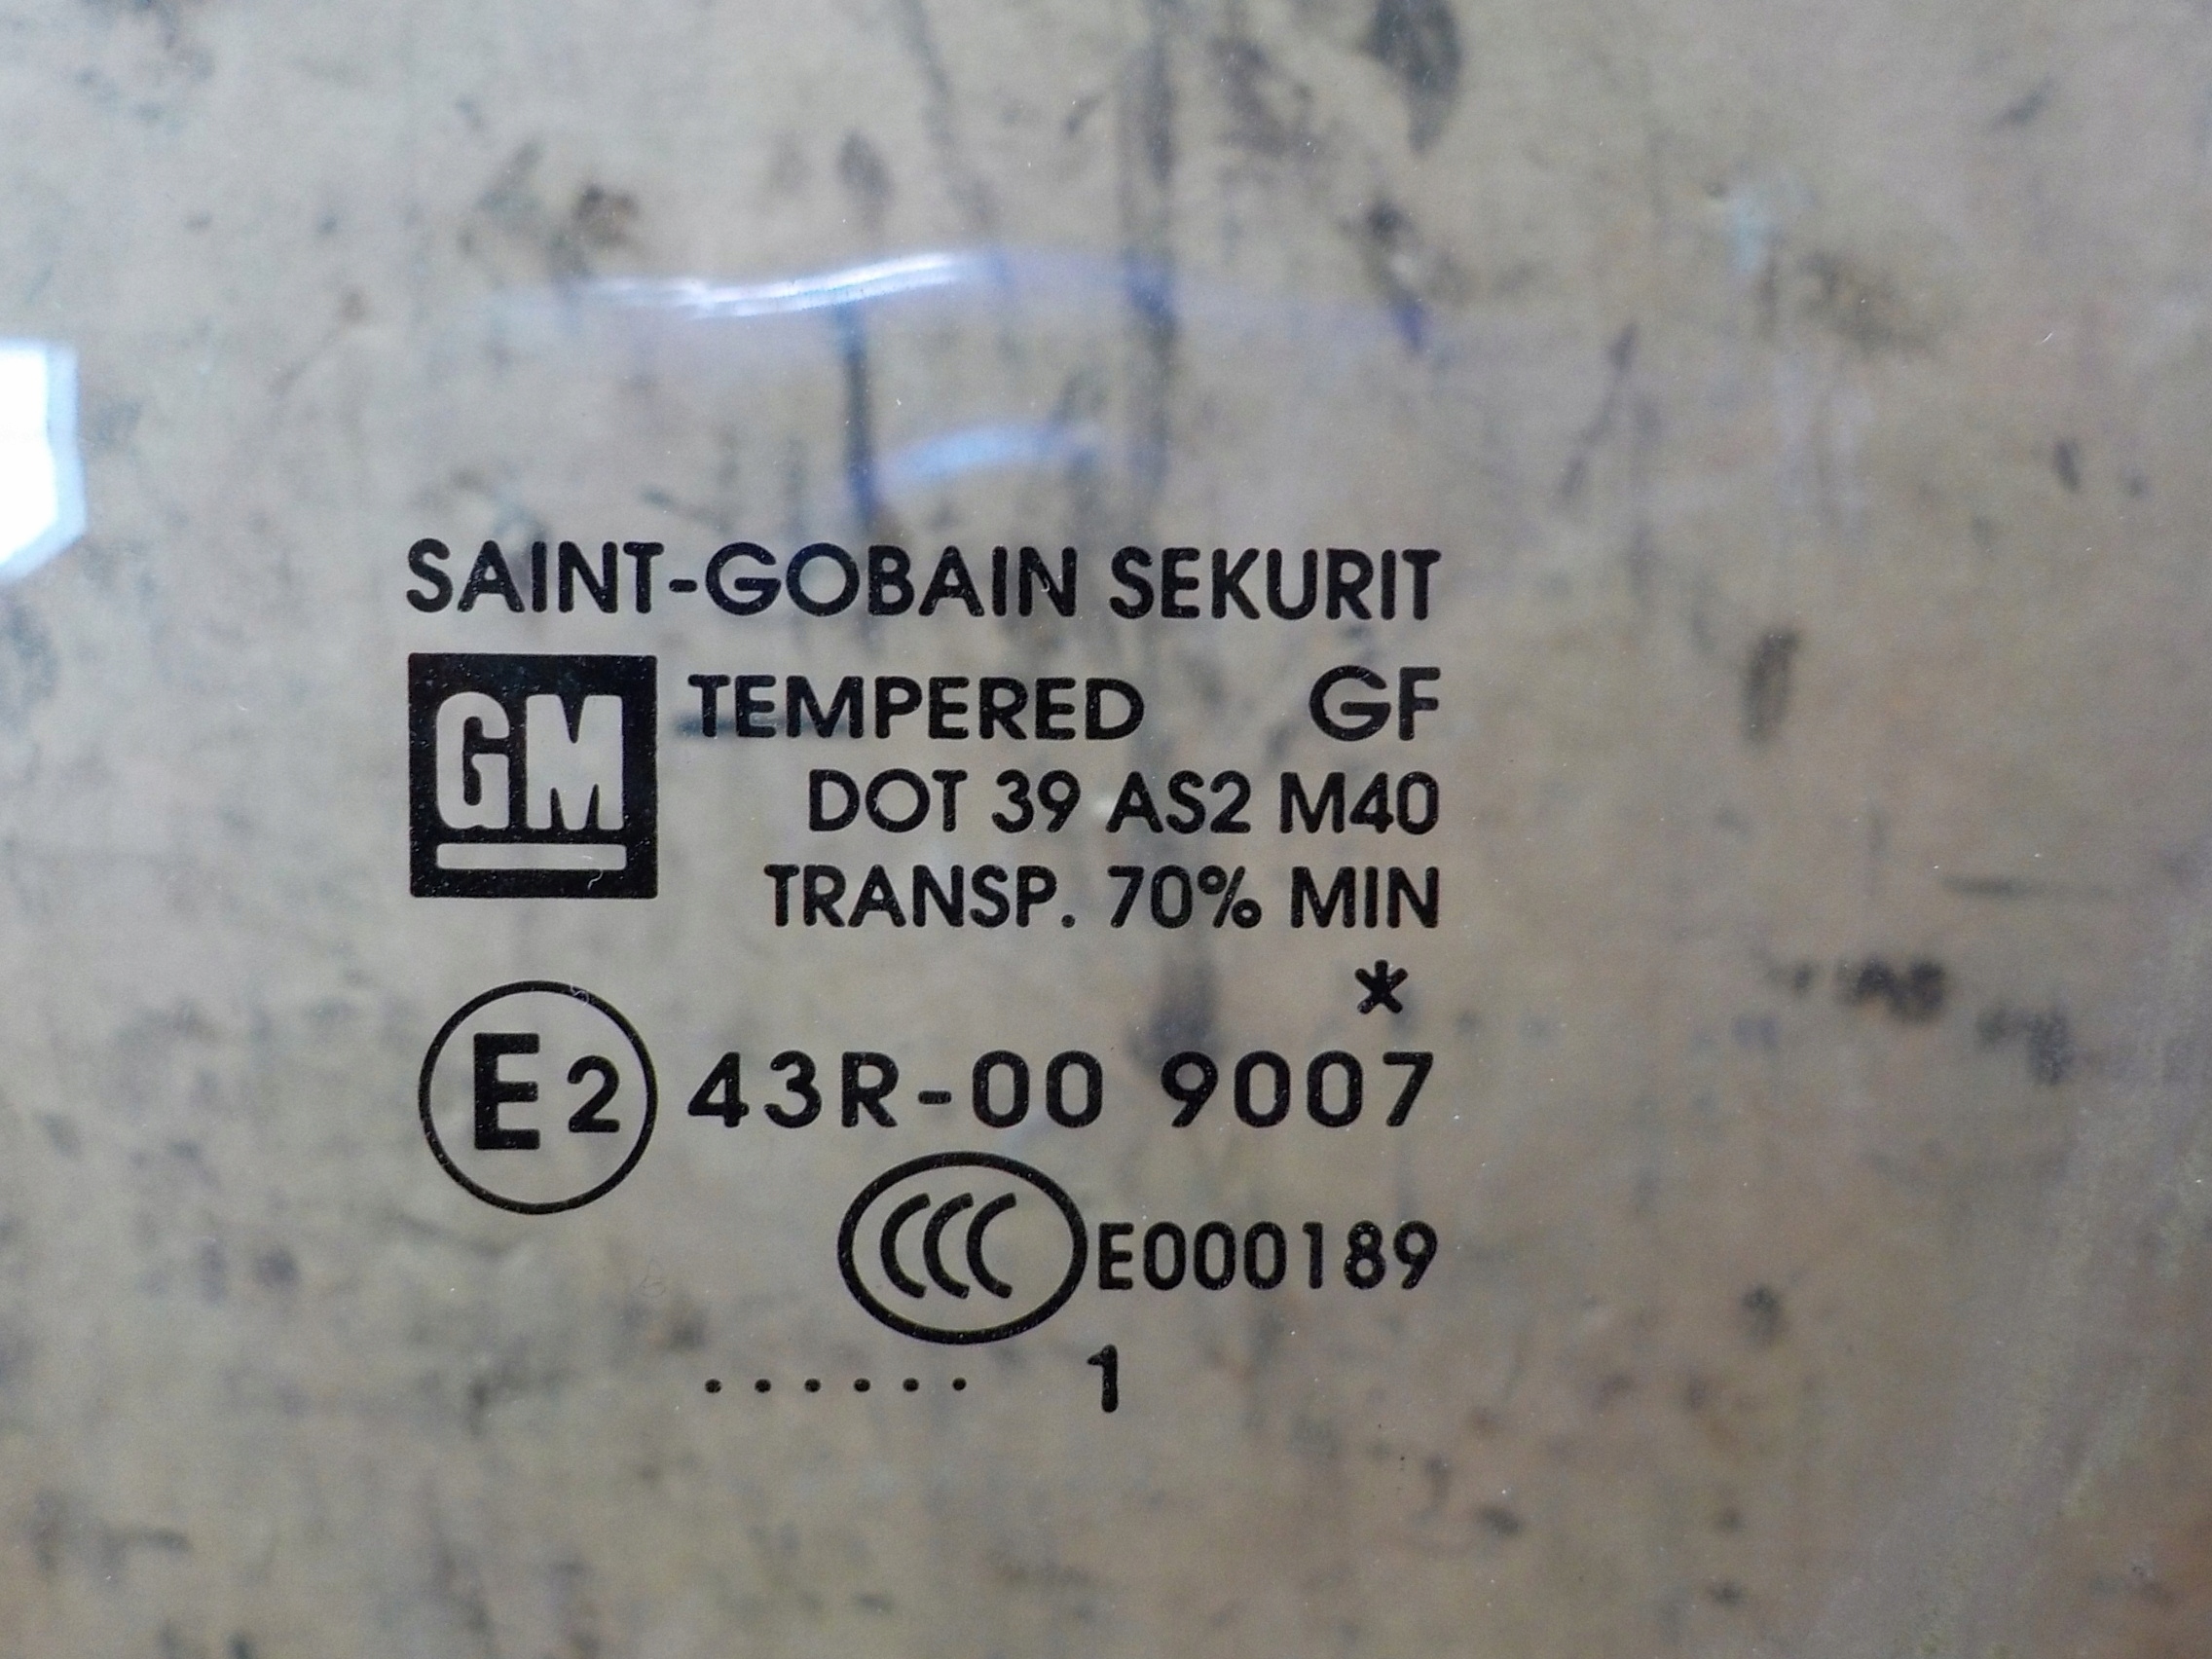 SAINT-GOBAIN SEKURIT
GM TEMPERED GF
DOT 39 AS2 M40
TRANSP. 70% MIN
*
E2 43R-00 9007
CCC E000189
. . . . . . 1